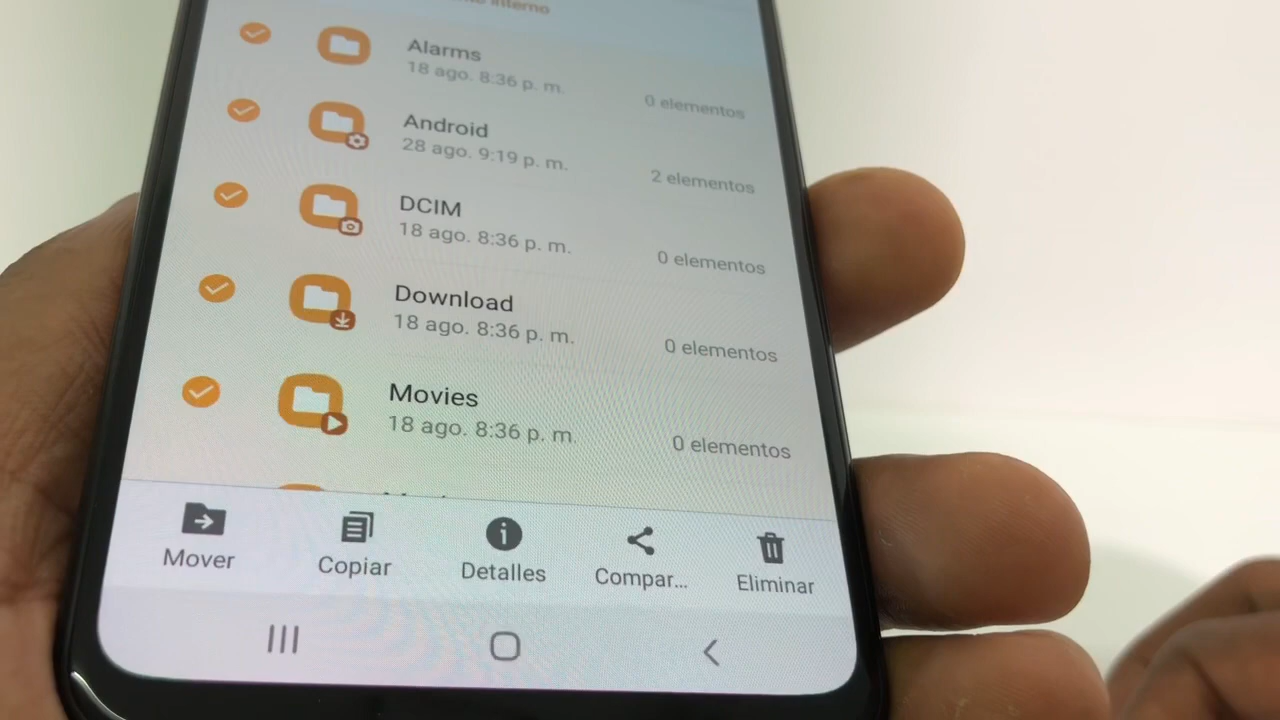 interno
Alarms
18 ago. 8:36 p. m.
0 elementos
Android
28 ago. 9:19 p. m.
2 elementos
DCIM
18 ago. 8:36 p. m.
0 elementos
Download
18 ago. 8:36 p. m.
0 elementos
Movies
18 ago. 8:36 p. m.
0 elementos
Mover
Copiar
Detalles
Compar...
Eliminar